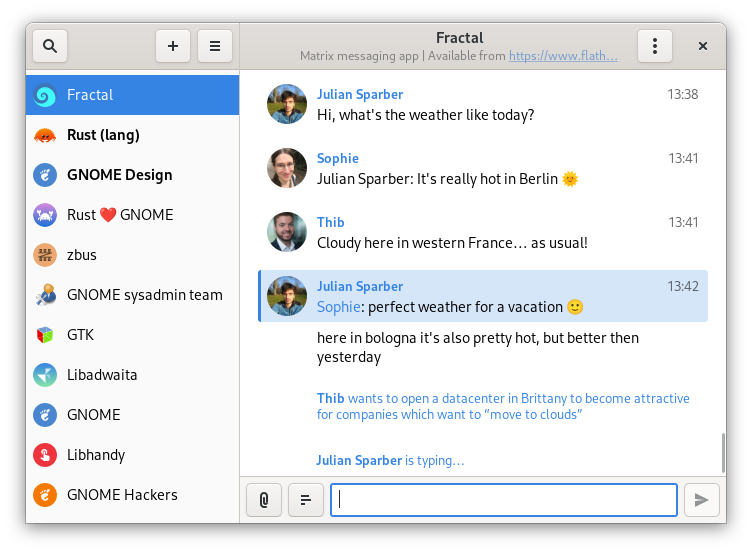 Fractal
Matrix messaging app | Available from https://www.flath…
Fractal
Rust (lang)
GNOME Design
Rust ❤️ GNOME
zbus
GNOME sysadmin team
GTK
Libadwaita
GNOME
Libhandy
GNOME Hackers
Julian Sparber 13:38
Hi, what's the weather like today?
Sophie 13:41
Julian Sparber: It's really hot in Berlin 🌞
Thib 13:41
Cloudy here in western France… as usual!
Julian Sparber 13:42
Sophie: perfect weather for a vacation 🙂
here in bologna it's also pretty hot, but better then
yesterday
Thib wants to open a datacenter in Brittany to become attractive
for companies which want to “move to clouds”
Julian Sparber is typing…